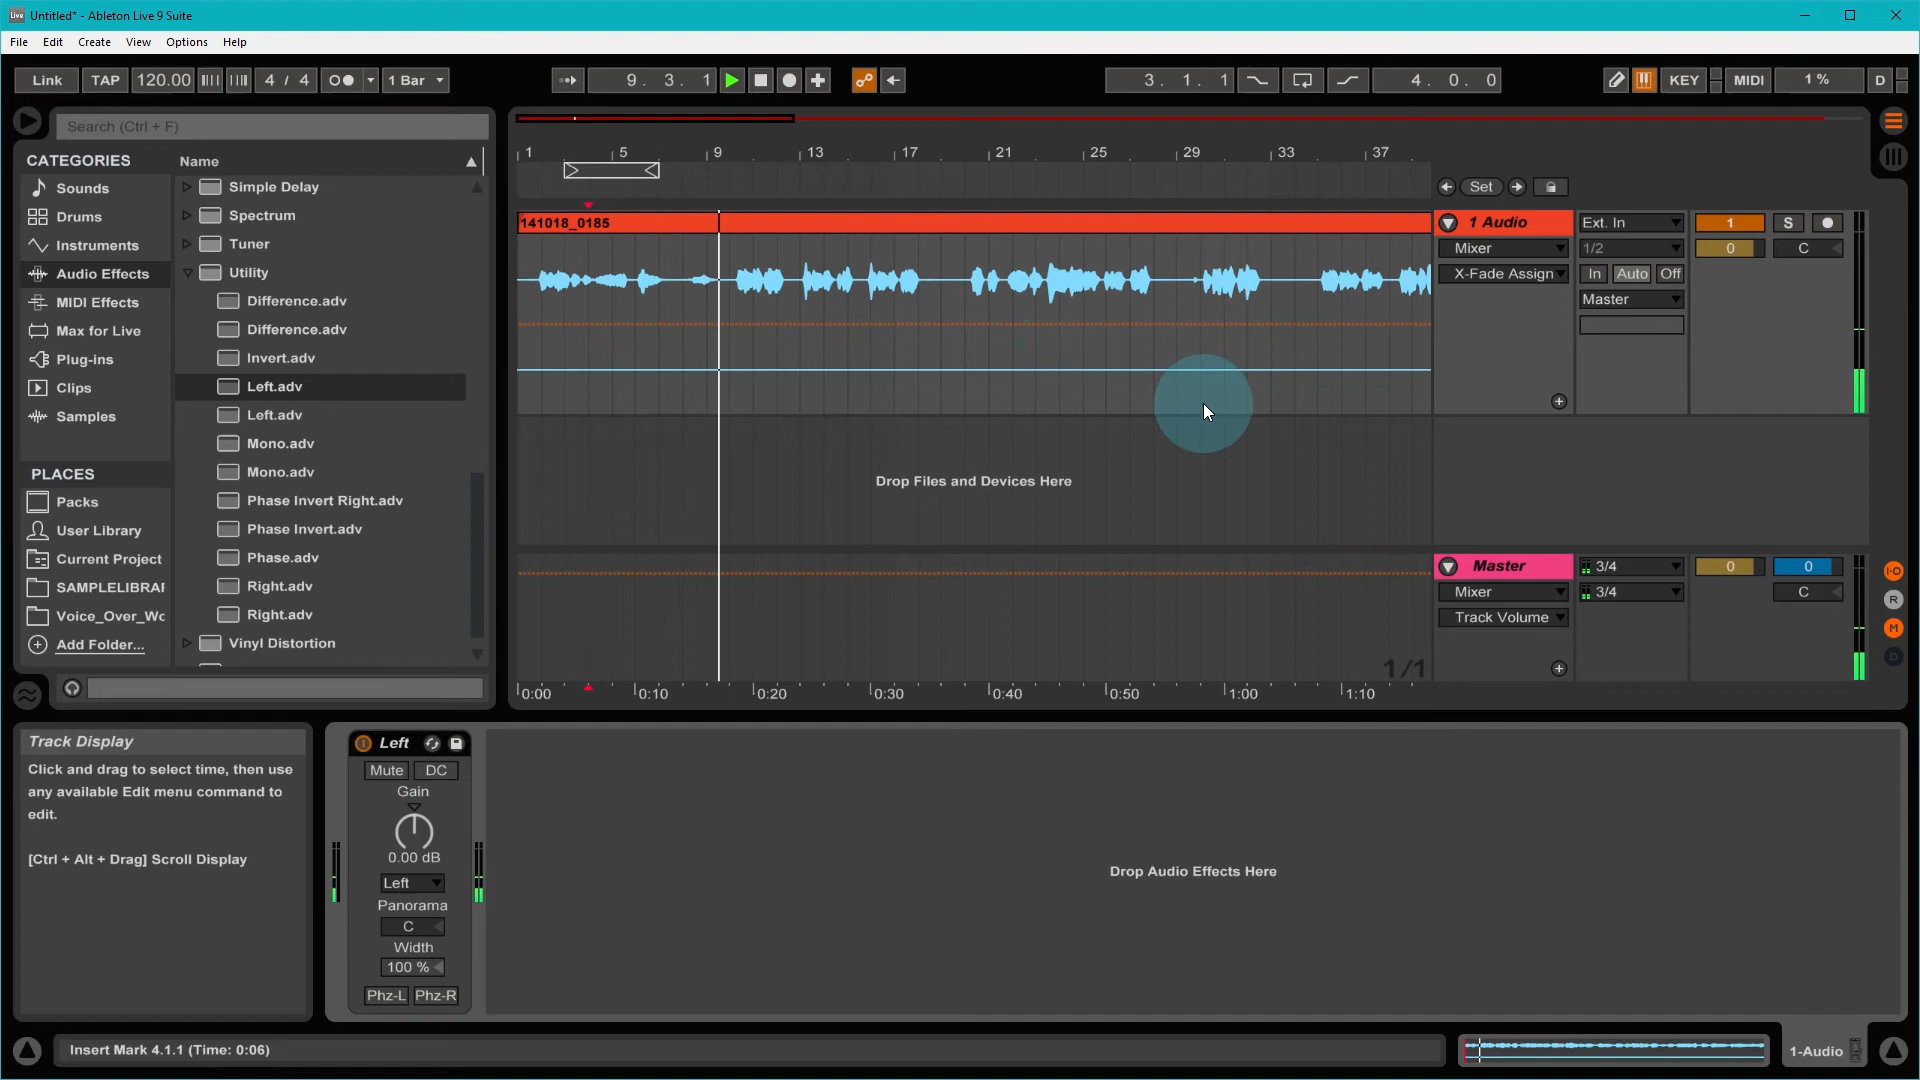 Live Untitled* - Ableton Live 9 Suite
File Edit Create View Options Help
Link TAP 120.00 4 / 4 1 Bar 9. 3. 1 3. 1. 1 4. 0. 0 KEY MIDI 1 % D
Search (Ctrl + F)
CATEGORIES
Sounds
Drums
Instruments
Audio Effects
MIDI Effects
Max for Live
Plug-ins
Clips
Samples
PLACES
Packs
User Library
Current Project
SAMPLELIBRAF
Voice_Over_Wc
Add Folder...
Name
Simple Delay
Spectrum
Tuner
Utility
Difference.adv
Difference.adv
Invert.adv
Left.adv
Left.adv
Mono.adv
Mono.adv
Phase Invert Right.adv
Phase Invert.adv
Phase.adv
Right.adv
Right.adv
Vinyl Distortion
1 5 9 13 17 21 25 29 33 37
Set
141018_0185
1 Audio Ext. In 1 S
Mixer 1/2 0 C
X-Fade Assign In Auto Off
Master
Drop Files and Devices Here
Master 3/4 0 0
Mixer 3/4 C
Track Volume
I-O
R
M
D
1/1
0:00 0:10 0:20 0:30 0:40 0:50 1:00 1:10
Track Display
Click and drag to select time, then use
any available Edit menu command to
edit.
[Ctrl + Alt + Drag] Scroll Display
Left
Mute DC
Gain
0.00 dB
Left
Panorama
C
Width
100 %
Phz-L Phz-R
Drop Audio Effects Here
Insert Mark 4.1.1 (Time: 0:06)
1-Audio